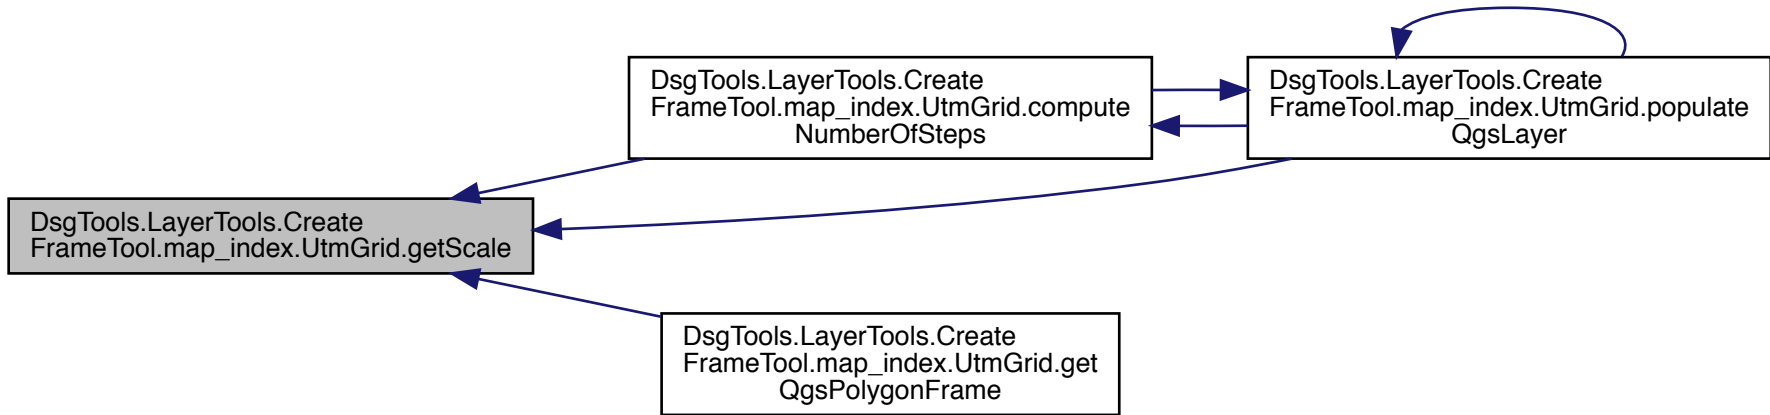 DsgTools.LayerTools.Create
FrameTool.map_index.UtmGrid.compute
NumberOfSteps
DsgTools.LayerTools.Create
FrameTool.map_index.UtmGrid.populate
QgsLayer
DsgTools.LayerTools.Create
FrameTool.map_index.UtmGrid.getScale
DsgTools.LayerTools.Create
FrameTool.map_index.UtmGrid.get
QgsPolygonFrame